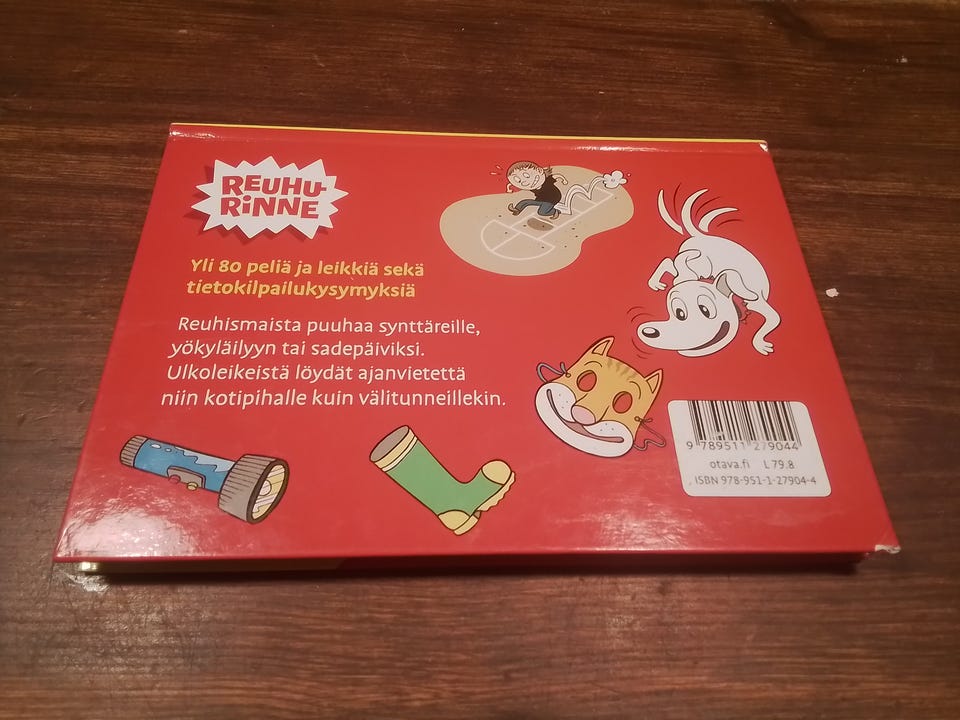 REUHU-
RINNE
Yli 80 peliä ja leikkiä sekä
tietokilpailukysymyksiä
Reuhismaista puuhaa synttäreille,
yökyläilyyn tai sadepäiviksi.
Ulkoleikeistä löydät ajanvietettä
niin kotipihalle kuin välitunneillekin.
9 789511 279044
otava.fi L 79.8
ISBN 978-951-1-27904-4